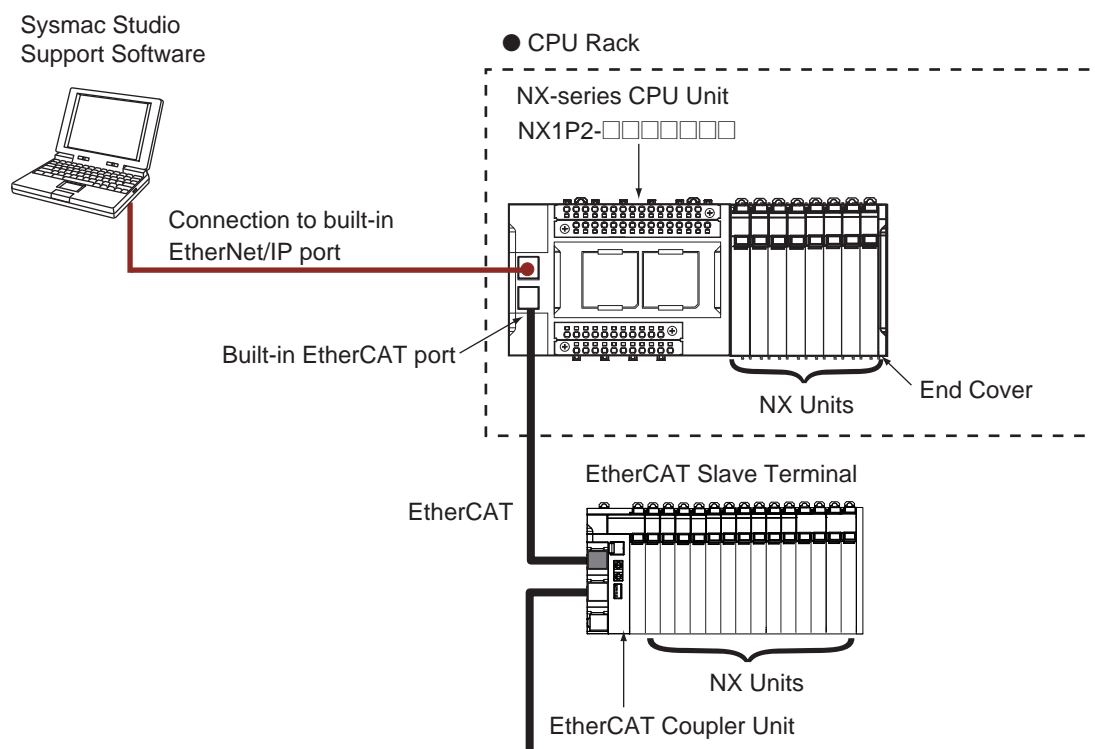 Sysmac Studio
Support Software
● CPU Rack
NX-series CPU Unit
NX1P2-□□□□□□□
Connection to built-in
EtherNet/IP port
Built-in EtherCAT port
End Cover
NX Units
EtherCAT Slave Terminal
EtherCAT
NX Units
EtherCAT Coupler Unit